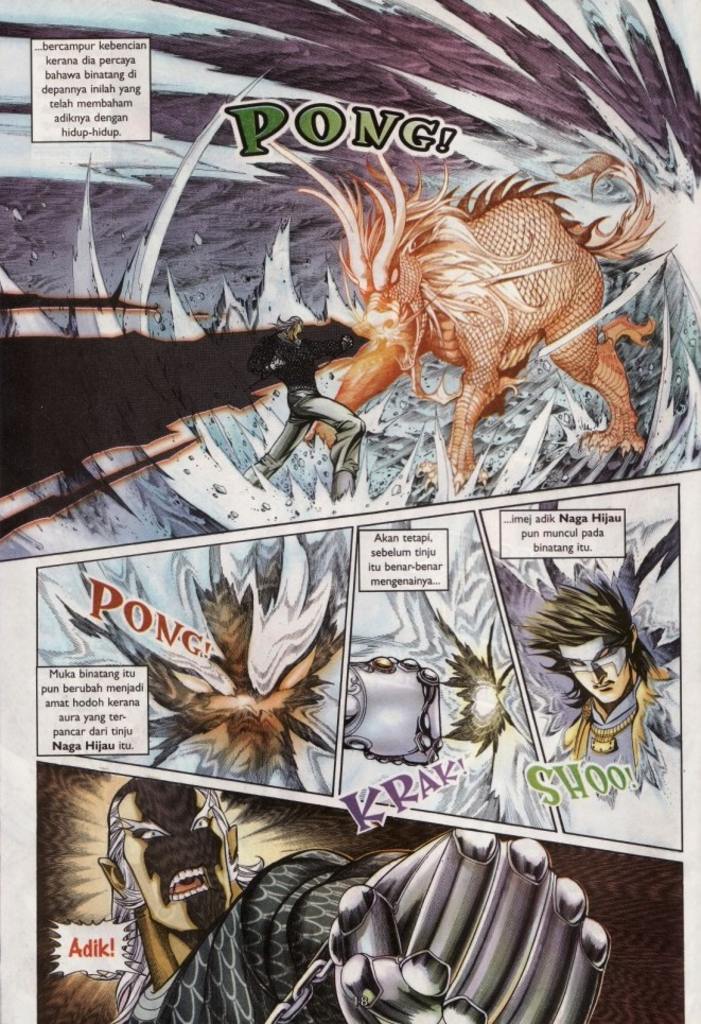 ...bercampur kebencian
kerana dia percaya
bahawa binatang di
depannya inilah yang
telah membaham
adiknya dengan
hidup-hidup.
PONG!
PONG!
Muka binatang itu
pun berubah menjadi
amat hodoh kerana
aura yang ter-
pancar dari tinju
Naga Hijau itu.
Akan tetapi,
sebelum tinju
itu benar-benar
mengenainya...
KRAK!
...imej adik Naga Hijau
pun muncul pada
binatang itu.
SHOO!
Adik!
18